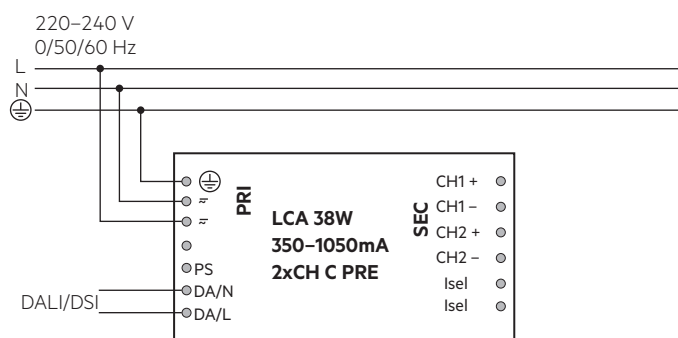 220–240 V
0/50/60 Hz
L
N
PRI
LCA 38W
350–1050mA
2xCH C PRE
SEC
CH1 +
CH1 –
CH2 +
CH2 –
Isel
Isel
PS
DA/N
DA/L
DALI/DSI